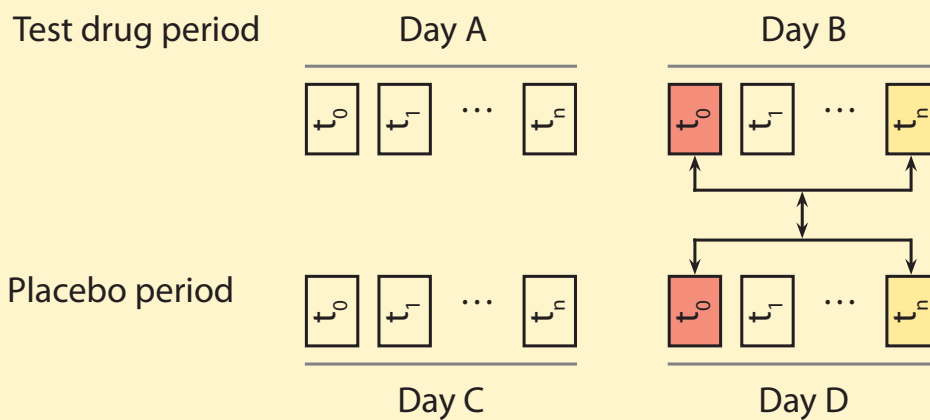 Test drug period Day A Day B
t0 t1 ... tn t0 t1 ... tn
Placebo period
t0 t1 ... tn t0 t1 ... tn
Day C Day D